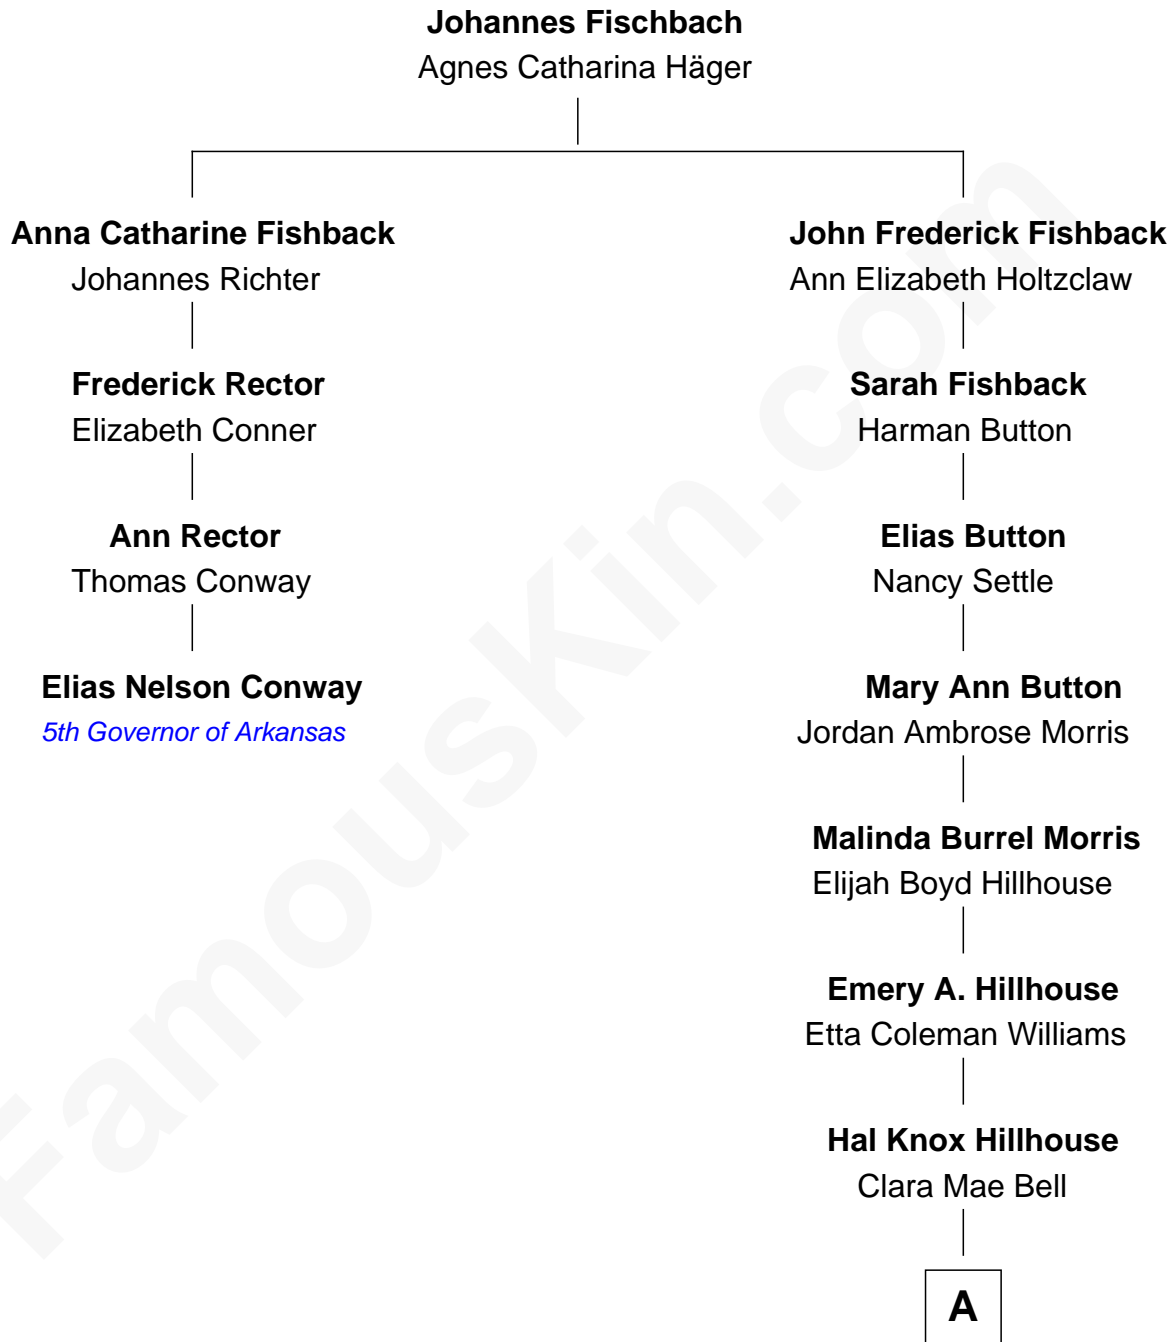 Johannes Fischbach
Agnes Catharina Häger
Anna Catharine Fishback
Johannes Richter
Frederick Rector
Elizabeth Conner
Ann Rector
Thomas Conway
Elias Nelson Conway
5th Governor of Arkansas
John Frederick Fishback
Ann Elizabeth Holtzclaw
Sarah Fishback
Harman Button
Elias Button
Nancy Settle
Mary Ann Button
Jordan Ambrose Morris
Malinda Burrel Morris
Elijah Boyd Hillhouse
Emery A. Hillhouse
Etta Coleman Williams
Hal Knox Hillhouse
Clara Mae Bell
A
FamousKin.com